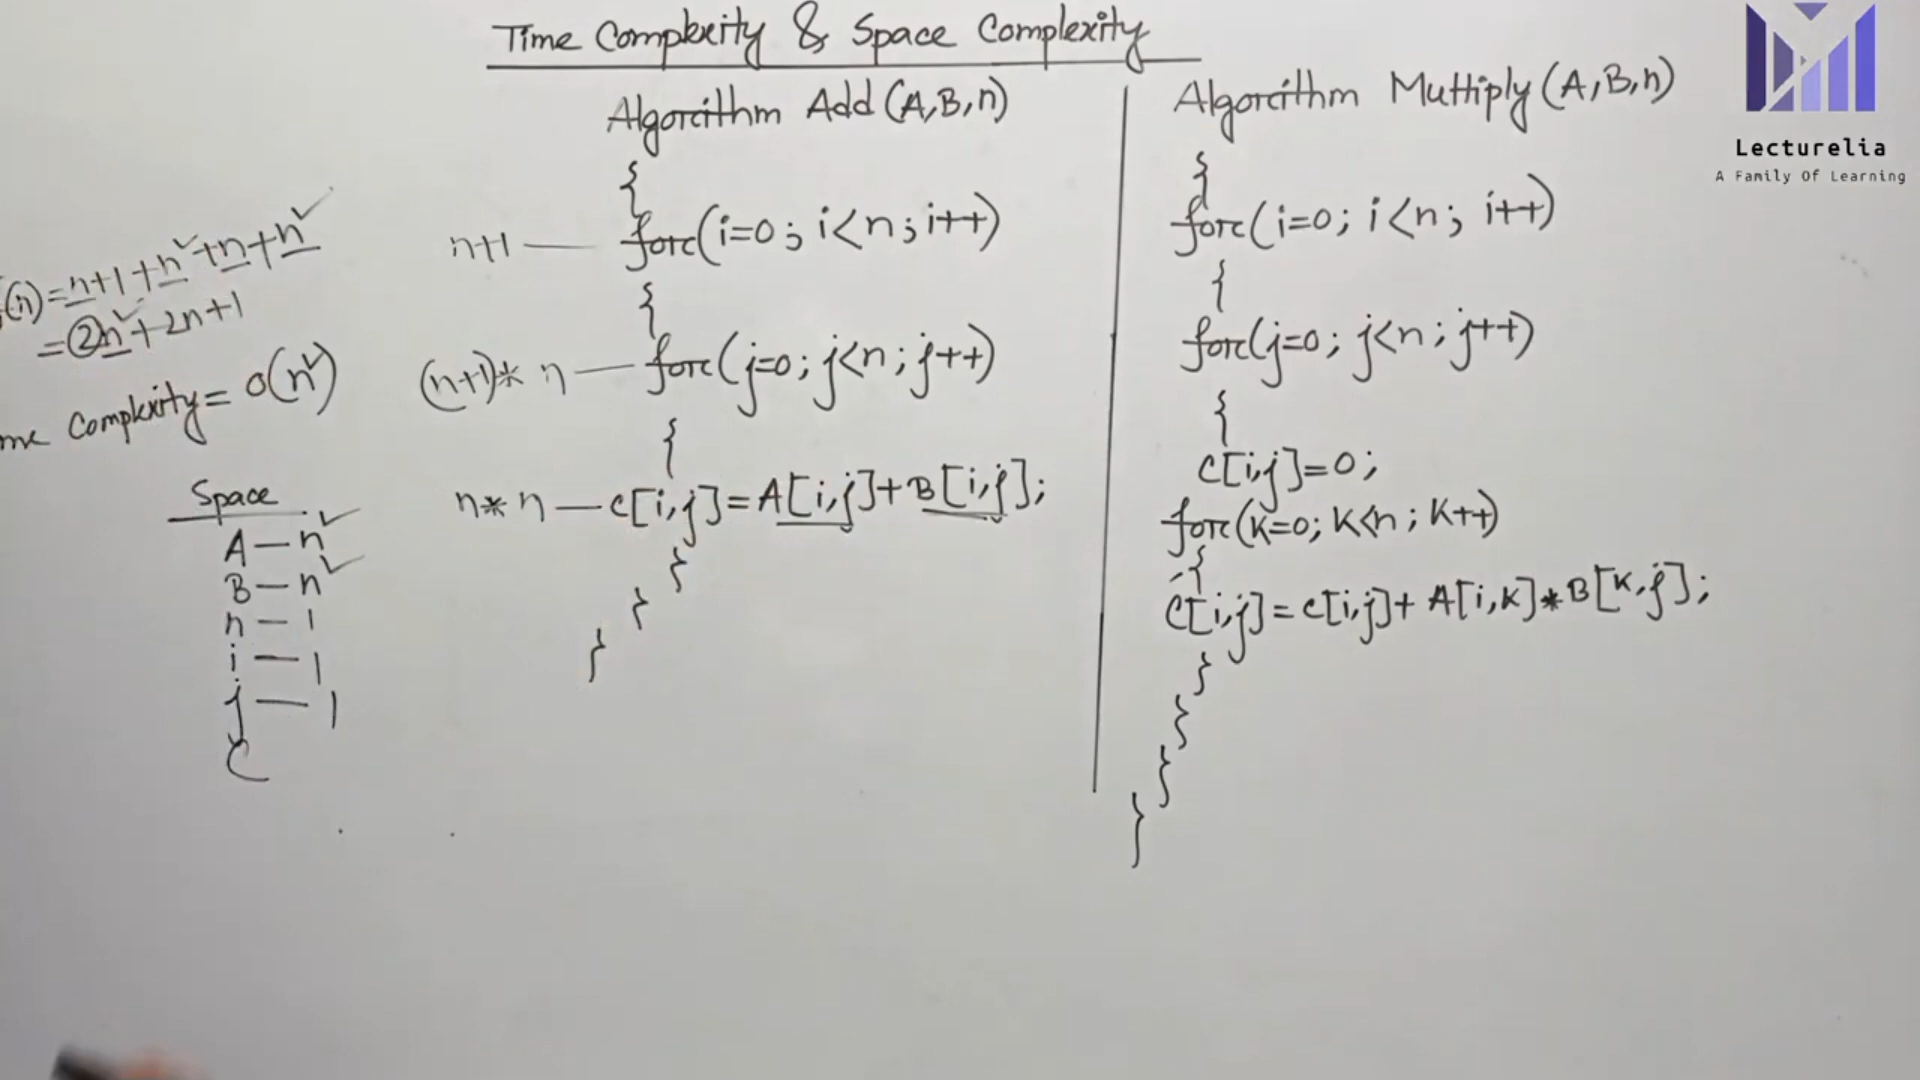 Time Complexity & Space Complexity
Algorithm Add (A,B,n)
{
n+1 — for(i=0; i<n; i++)
{
(n+1)* n — for(j=0; j<n; j++)
{
n*n — C[i,j]=A[i,j]+B[i,j];
}
}
}
Algorithm Multiply (A,B,n)
{
for(i=0; i<n; i++)
{
for(j=0; j<n; j++)
{
C[i,j]=0;
for(K=0; K<n; K++)
{
C[i,j]=C[i,j]+A[i,K]*B[K,j];
}
}
}
}
(n)=n+1+n²+n+n²
=2n²+2n+1
me Complexity=O(n²)
Space
A—n²
B—n²
n—1
i—1
j—1
C
Lecturelia
A Family Of Learning